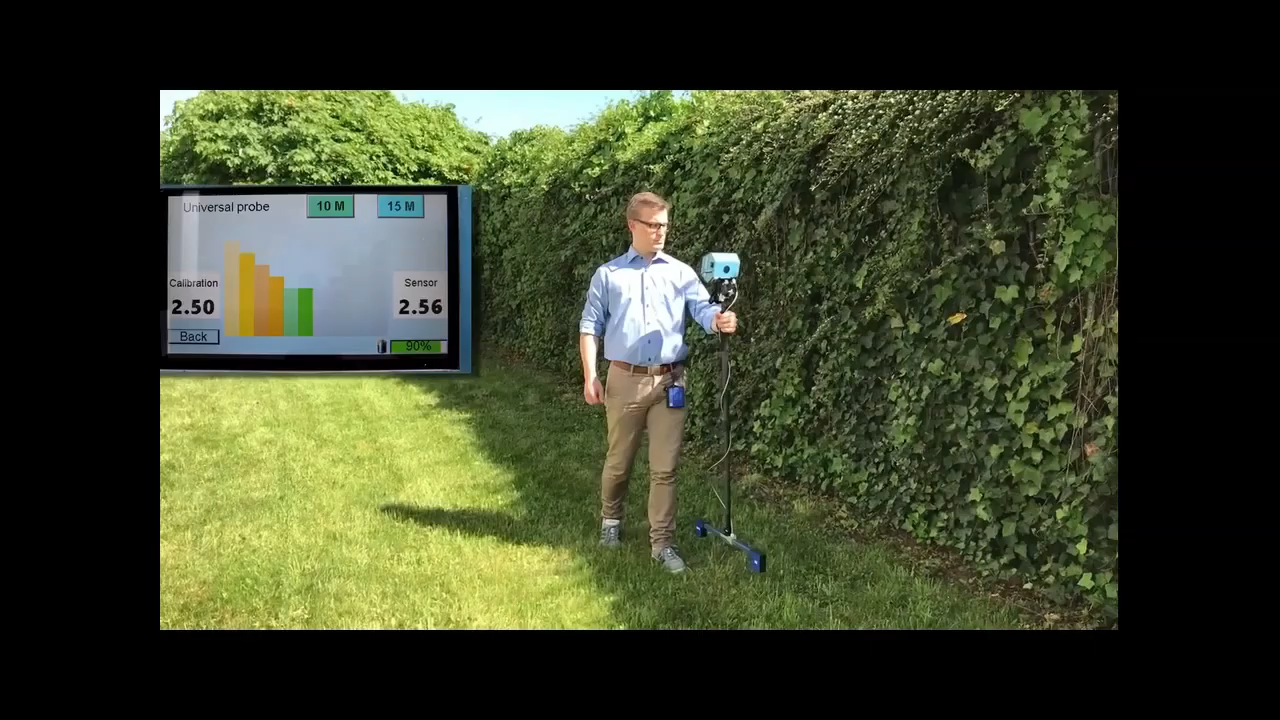 Universal probe
10 M
15 M
Calibration
2.50
Sensor
2.56
Back
90%